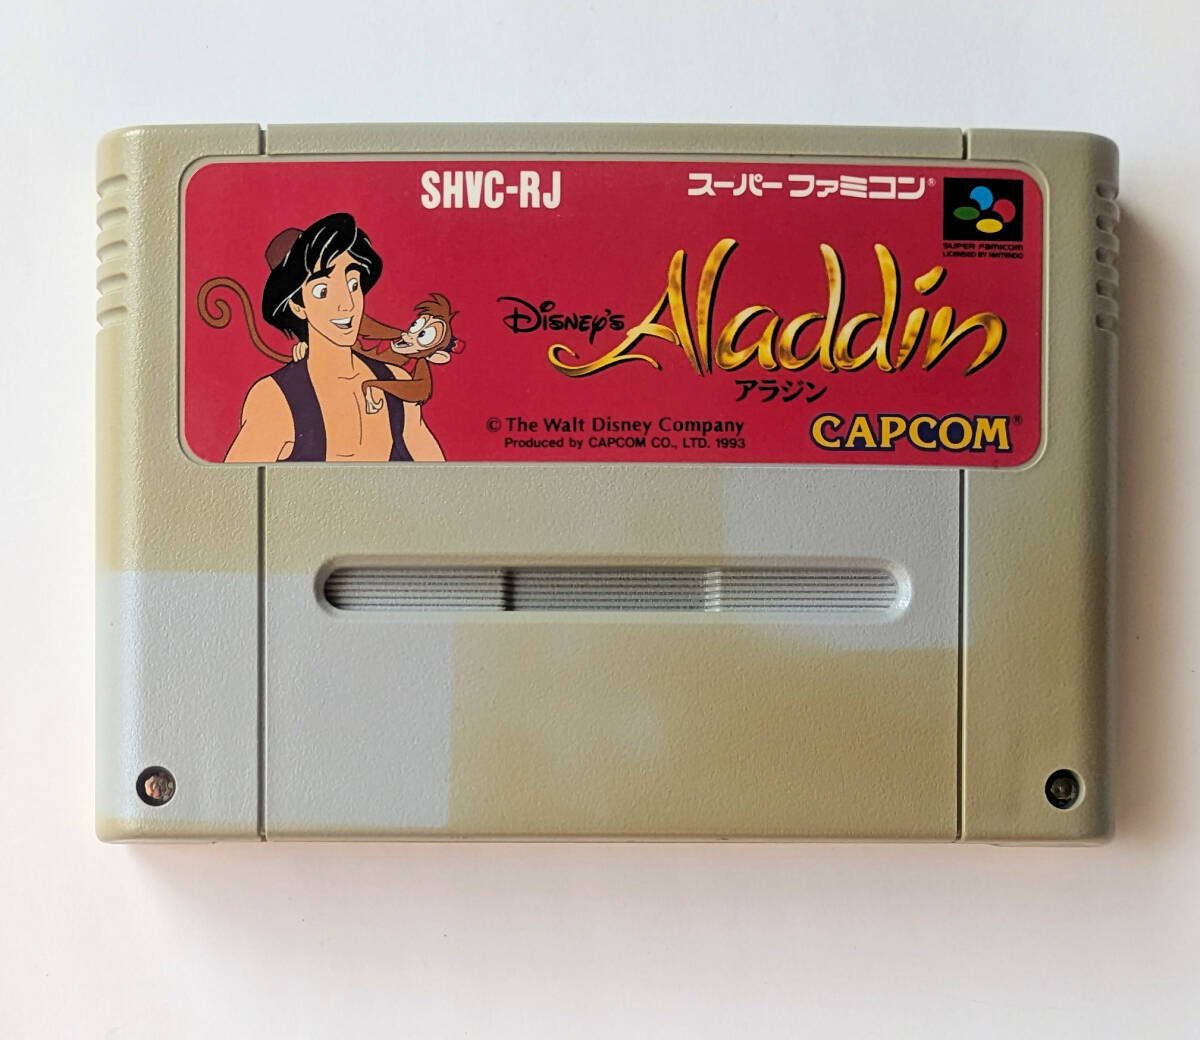 SHVC-RJ
スーパーファミコン®
SUPER FAMICOM
LICENSED BY NINTENDO
DISNEY'S Aladdin
アラジン
© The Walt Disney Company
Produced by CAPCOM CO., LTD. 1993
CAPCOM®